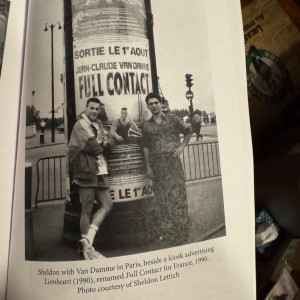 SORTIE LE 1er AOUT
JEAN-CLAUDE VAN DAMME
FULL CONTACT
SORTIE LE 1er AOUT
Sheldon with Van Damme in Paris, beside a kiosk advertising
Lionheart (1990), renamed Full Contact for France, 1990.
Photo courtesy of Sheldon Lettich